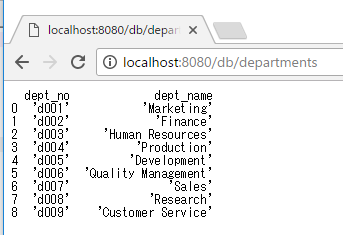 localhost:8080/db/depart
localhost:8080/db/departments
dept_no dept_name
0 'd001' 'Marketing'
1 'd002' 'Finance'
2 'd003' 'Human Resources'
3 'd004' 'Production'
4 'd005' 'Development'
5 'd006' 'Quality Management'
6 'd007' 'Sales'
7 'd008' 'Research'
8 'd009' 'Customer Service'